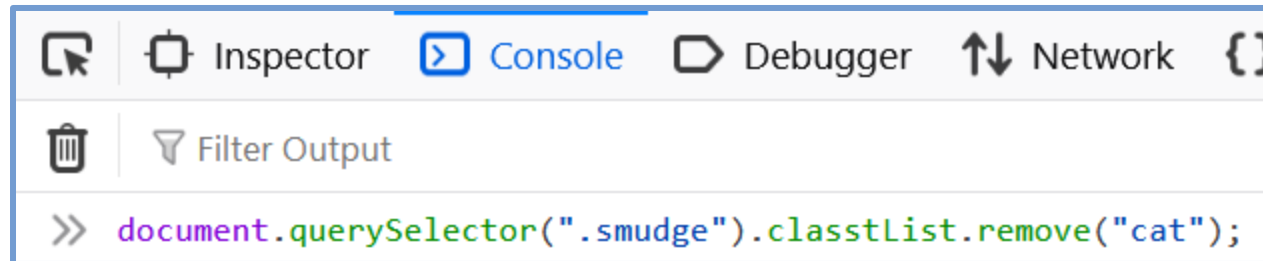 Inspector Console Debugger Network {}
Filter Output
>> document.querySelector(".smudge").classtList.remove("cat");